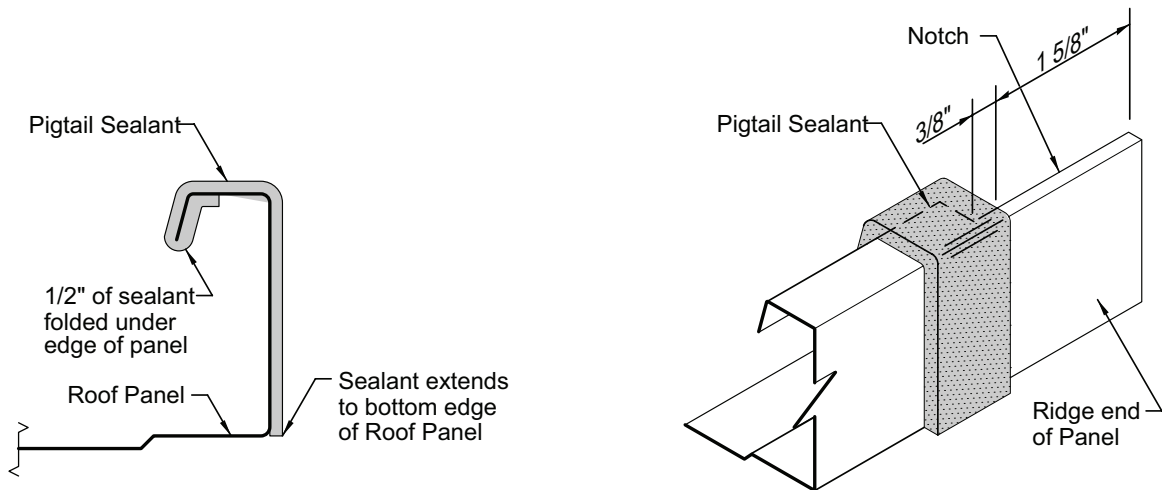 Pigtail Sealant
1/2" of sealant
folded under
edge of panel
Roof Panel
Sealant extends
to bottom edge
of Roof Panel
Notch
1 5/8"
3/8"
Pigtail Sealant
Ridge end
of Panel